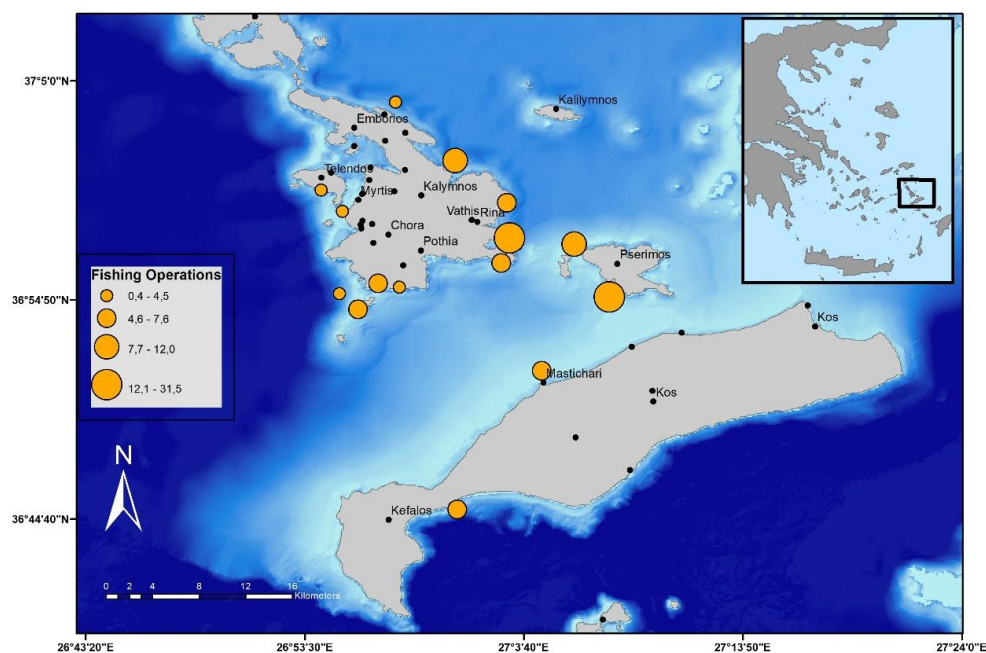 37°5'0"N
Kalilymnos
Emborios
Telendos
Myrtis
Kalymnos
Vathis
Rina
Chora
Pothia
Pserimos
Fishing Operations
0,4 - 4,5
4,6 - 7,6
7,7 - 12,0
12,1 - 31,5
36°54'50"N
Kos
Mastichari
Kos
N
36°44'40"N
Kefalos
0 2 4 8 12 16
Kilometers
26°43'20"E 26°53'30"E 27°3'40"E 27°13'50"E 27°24'0"E